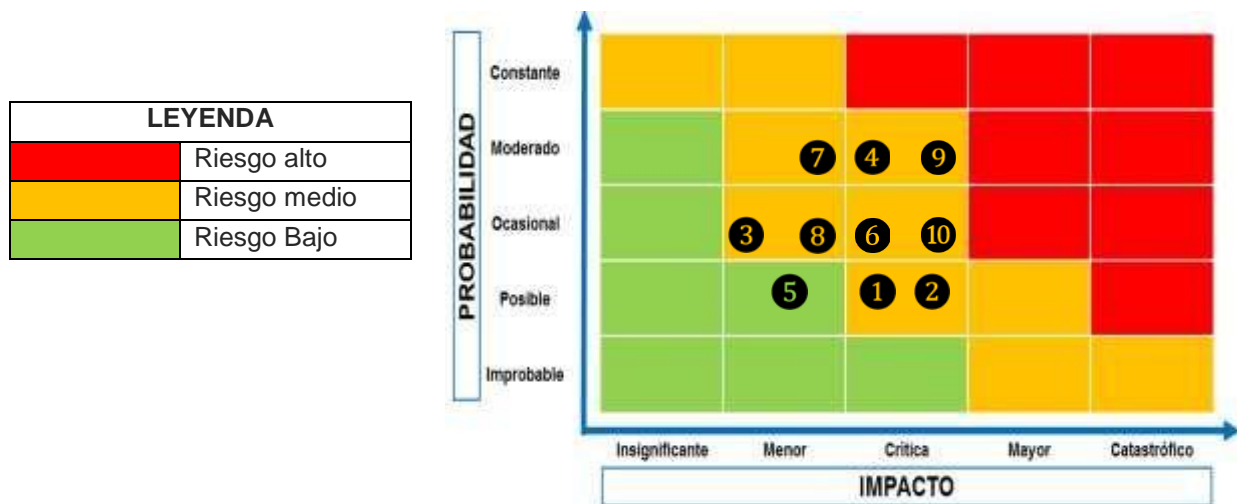 LEYENDA
Riesgo alto
Riesgo medio
Riesgo Bajo
PROBABILIDAD
Constante
Moderado
7 4 9
Ocasional
3 8 6 10
Posible
5 1 2
Improbable
Insignificante Menor Crítica Mayor Catastrófico
IMPACTO